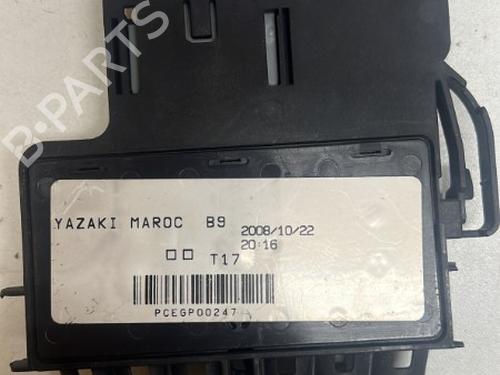 B-PARTS
YAZAKI MAROC B9
2008/10/22
20:16
T17
PCEGP00247